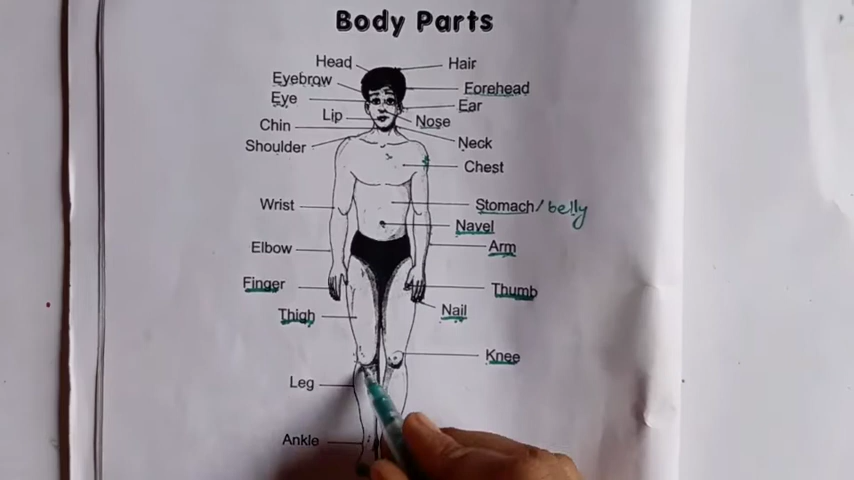 Body Parts
Head
Hair
Eyebrow
Forehead
Eye
Ear
Lip
Nose
Chin
Neck
Shoulder
Chest
Wrist
Stomach/ belly
Navel
Elbow
Arm
Finger
Thumb
Thigh
Nail
Knee
Leg
Ankle